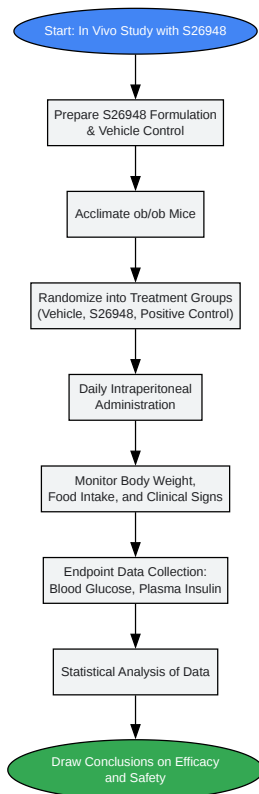 Start: In Vivo Study with S26948
Prepare S26948 Formulation
& Vehicle Control
Acclimate ob/ob Mice
Randomize into Treatment Groups
(Vehicle, S26948, Positive Control)
Daily Intraperitoneal
Administration
Monitor Body Weight,
Food Intake, and Clinical Signs
Endpoint Data Collection:
Blood Glucose, Plasma Insulin
Statistical Analysis of Data
Draw Conclusions on Efficacy
and Safety